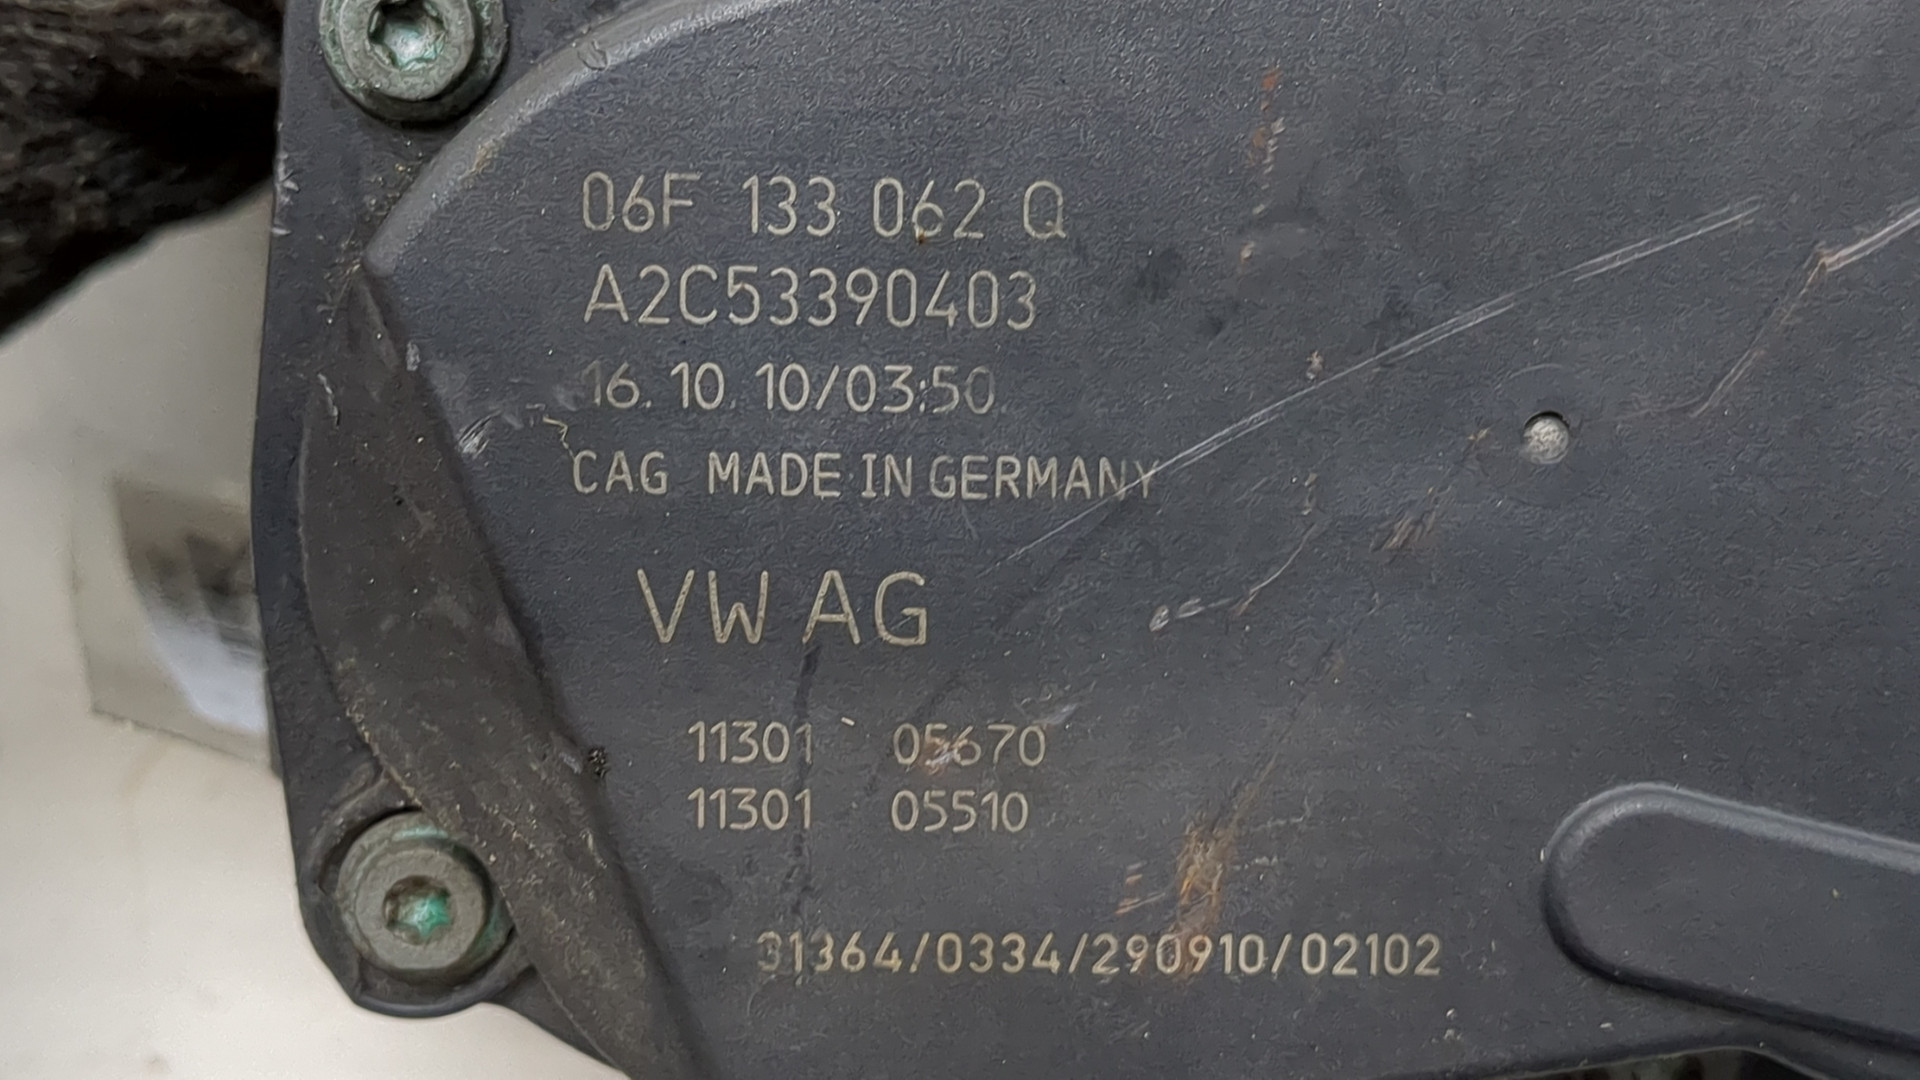 06F 133 062 Q
A2C53390403
16.10.10/03:50
CAG MADE IN GERMANY
VW AG
11301 05670
11301 05510
31364/0334/290910/02102